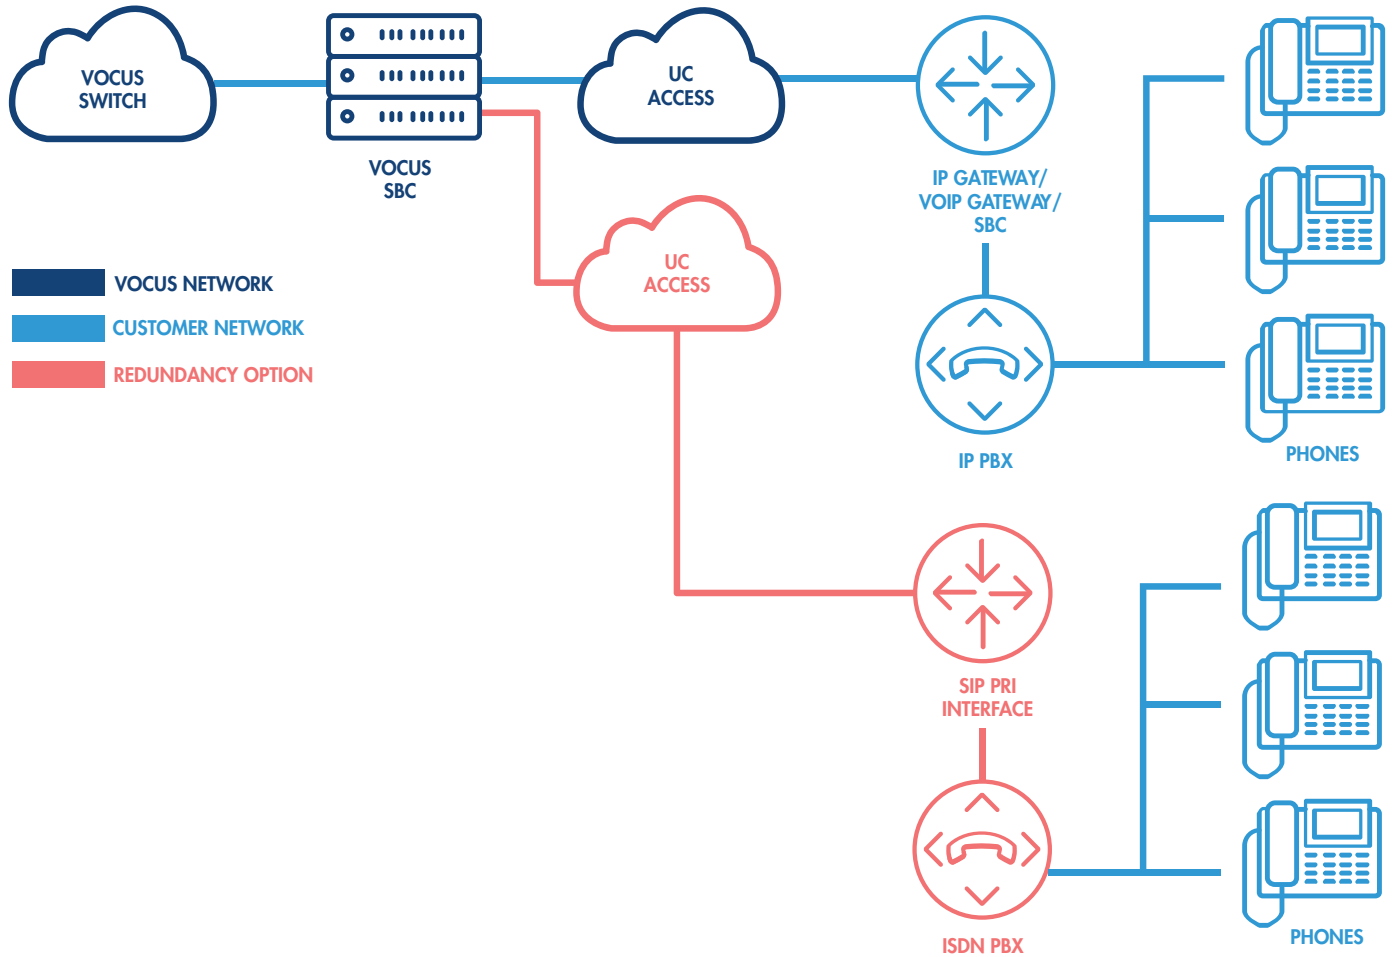 VOCUS
SWITCH
VOCUS
SBC
UC
ACCESS
IP GATEWAY/
VOIP GATEWAY/
SBC
UC
ACCESS
VOCUS NETWORK
CUSTOMER NETWORK
REDUNDANCY OPTION
IP PBX
PHONES
SIP PRI
INTERFACE
ISDN PBX
PHONES